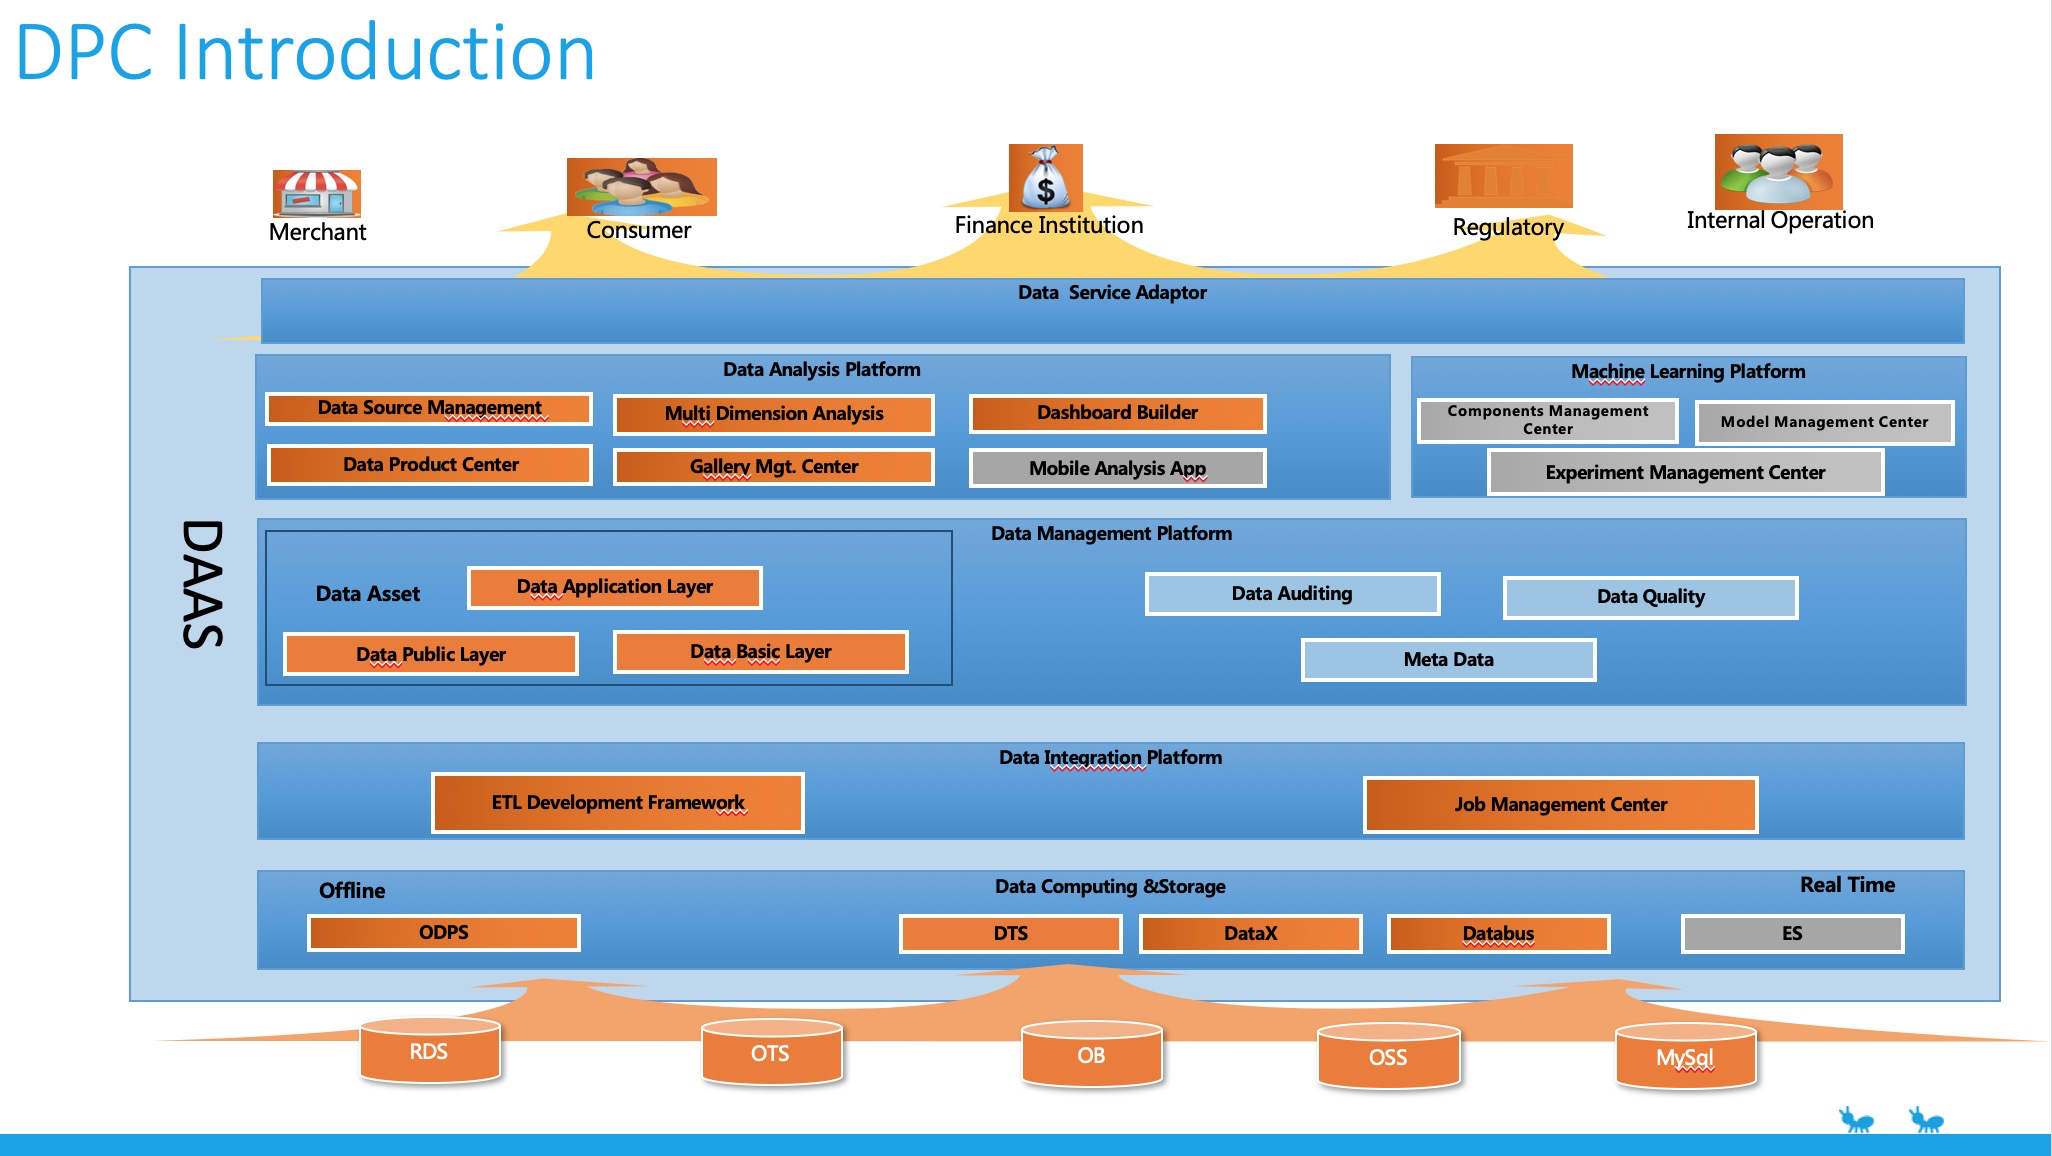 DPC Introduction
Merchant
Consumer
Finance Institution
Regulatory
Internal Operation
DAAS
Data  Service Adaptor
Data Analysis Platform
Data Source Management
Multi Dimension Analysis
Dashboard Builder
Data Product Center
Gallery Mgt. Center
Mobile Analysis App
Machine Learning Platform
Components Management
Center
Model Management Center
Experiment Management Center
Data Management Platform
Data Asset
Data Application Layer
Data Public Layer
Data Basic Layer
Data Auditing
Data Quality
Meta Data
Data Integration Platform
ETL Development Framework
Job Management Center
Offline
Data Computing &Storage
Real Time
ODPS
DTS
DataX
Databus
ES
RDS
OTS
OB
OSS
MySql
$